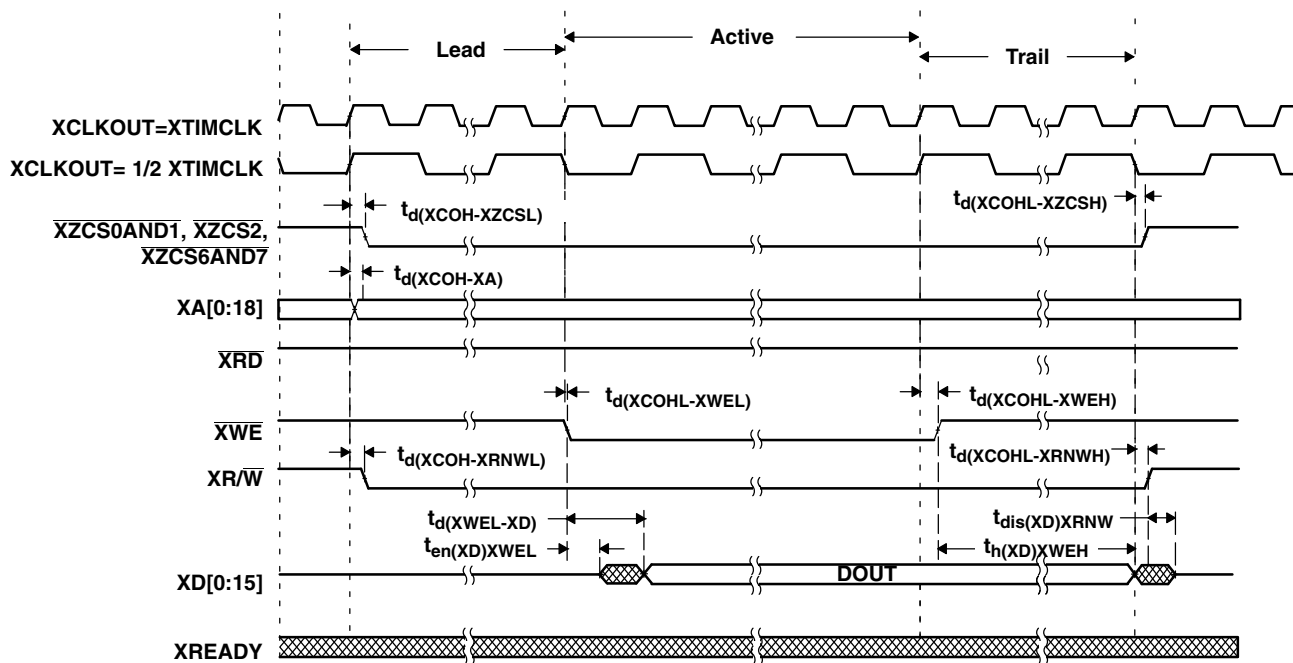 Lead
Active
Trail
XCLKOUT=XTIMCLK
XCLKOUT= 1/2 XTIMCLK
td(XCOH-XZCSL)
td(XCOHL-XZCSH)
XZCS0AND1, XZCS2,
XZCS6AND7
td(XCOH-XA)
XA[0:18]
XRD
td(XCOHL-XWEL)
td(XCOHL-XWEH)
XWE
td(XCOH-XRNWL)
td(XCOHL-XRNWH)
XR/W
td(XWEL-XD)
tdis(XD)XRNW
ten(XD)XWEL
th(XD)XWEH
XD[0:15]
DOUT
XREADY